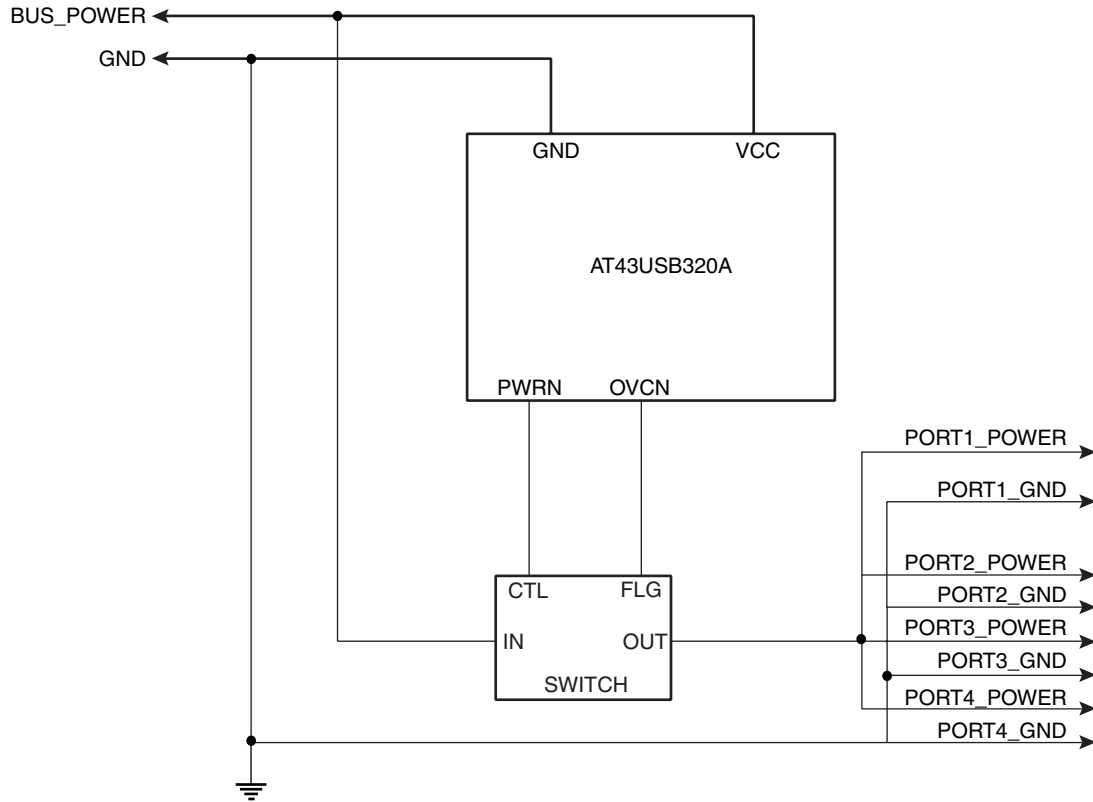 BUS_POWER
GND
GND
VCC
AT43USB320A
PWRN
OVCN
PORT1_POWER
PORT1_GND
PORT2_POWER
CTL
FLG
PORT2_GND
PORT3_POWER
IN
OUT
PORT3_GND
SWITCH
PORT4_POWER
PORT4_GND